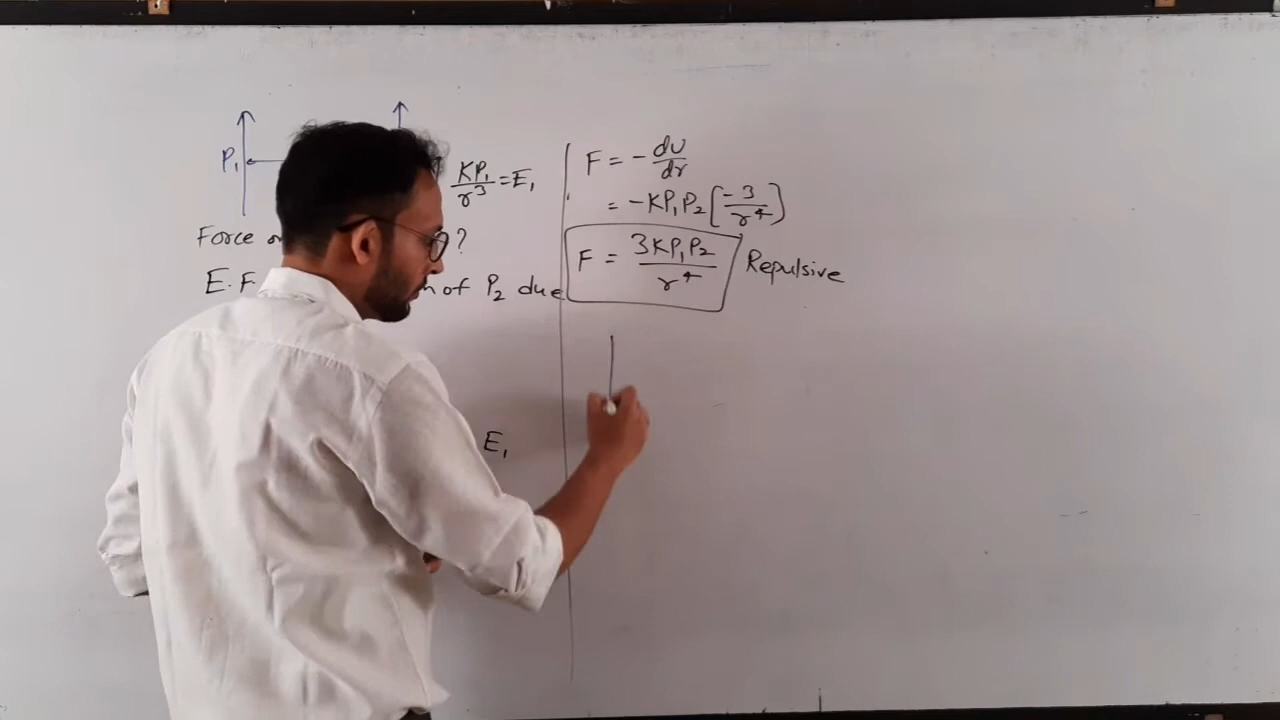 P₁
KP₁/r³ = E₁
Force ?
E.F of P₂ due
E₁
F = -dU/dr
= -KP₁P₂[-3/r⁴]
F = 3KP₁P₂/r⁴ Repulsive